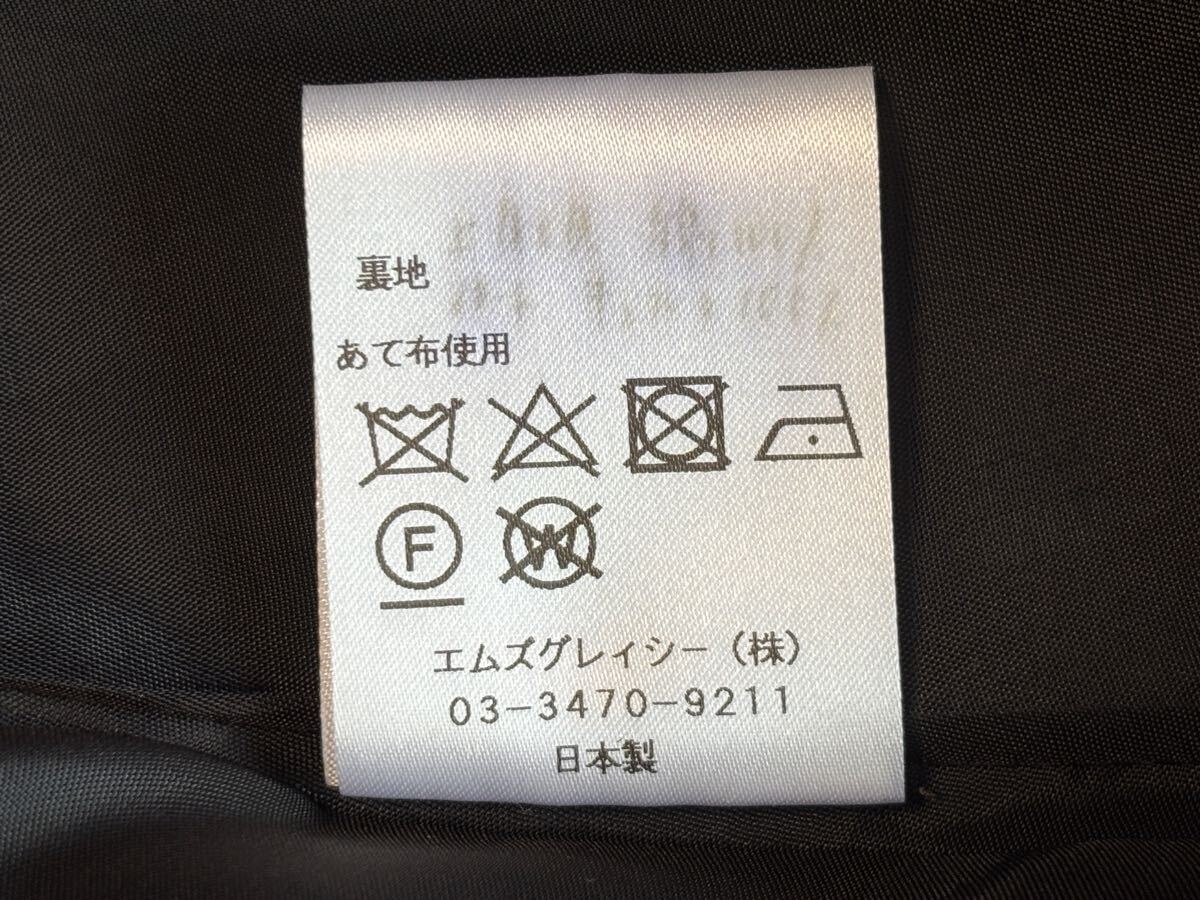 裏地
あて布使用
F W
エムズグレイシー(株)
03-3470-9211
日本製